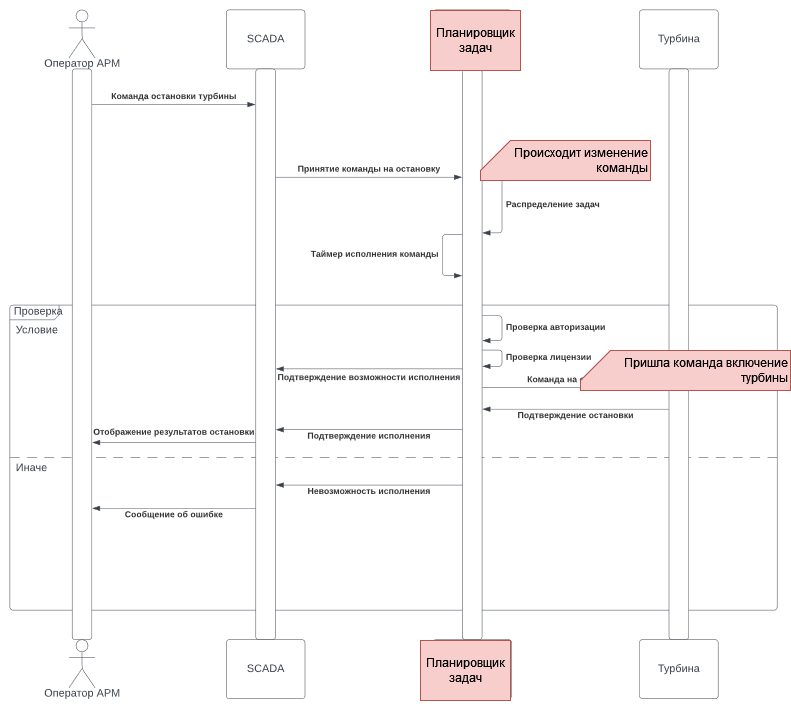 Оператор АРМ
SCADA
Планировщик
задач
Турбина
Команда остановки турбины
Происходит изменение
команды
Принятие команды на остановку
Распределение задач
Таймер исполнения команды
Проверка
Условие
Проверка авторизации
Проверка лицензии
Пришла команда включение
турбины
Подтверждение возможности исполнения
Команда на
Подтверждение остановки
Отображение результатов остановки
Подтверждение исполнения
Иначе
Невозможность исполнения
Сообщение об ошибке
Оператор АРМ
SCADA
Планировщик
задач
Турбина